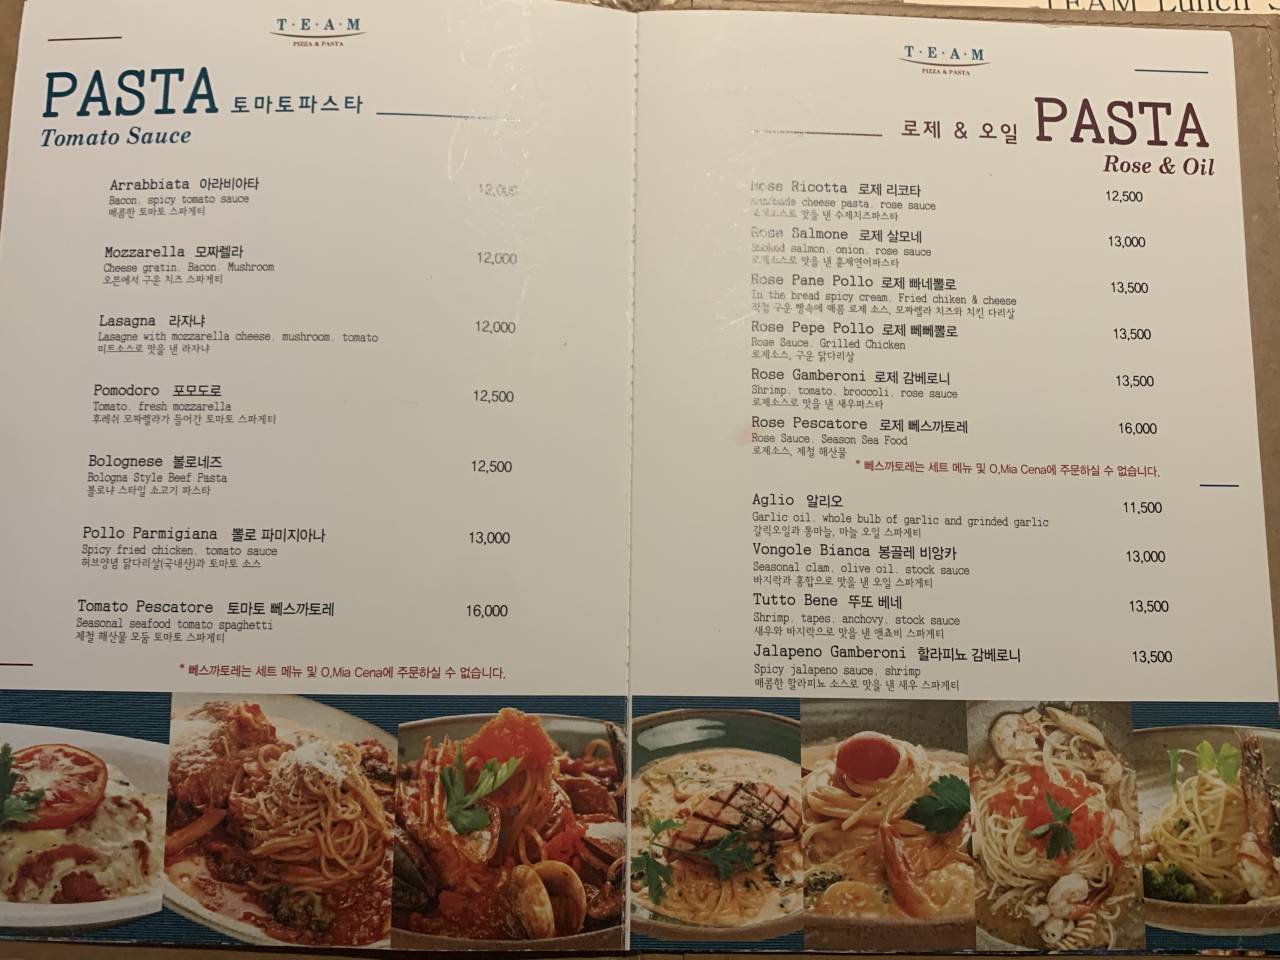 TEAM Lunch
T·E·A·M
PIZZA & PASTA
PASTA 토마토파스타
Tomato Sauce
Arrabbiata 아라비아타 12,000
Bacon, spicy tomato sauce
매콤한 토마토 스파게티
Mozzarella 모짜렐라 12,000
Cheese gratin, Bacon, Mushroom
오븐에서 구운 치즈 스파게티
Lasagna 라자냐 12,000
Lasagne with mozzarella cheese, mushroom, tomato
미트소스로 맛을 낸 라자냐
Pomodoro 포모도로 12,500
Tomato, fresh mozzarella
후레쉬 모짜렐라가 들어간 토마토 스파게티
Bolognese 볼로네즈 12,500
Bologna Style Beef Pasta
볼로냐 스타일 소고기 파스타
Pollo Parmigiana 뽈로 파미지아나 13,000
Spicy fried chicken, tomato sauce
허브양념 닭다리살(국내산)과 토마토 소스
Tomato Pescatore 토마토 뻬스까토레 16,000
Seasonal seafood tomato spaghetti
제철 해산물 모둠 토마토 스파게티
* 뻬스까토레는 세트 메뉴 및 O,Mia Cena에 주문하실 수 없습니다.
T·E·A·M
PIZZA & PASTA
로제 & 오일 PASTA
Rose & Oil
Rose Ricotta 로제 리코타 12,500
cheese pasta, rose sauce
로제소스로 맛을 낸 수제치즈파스타
Rose Salmone 로제 살모네 13,000
Smoked salmon, onion, rose sauce
로제소스로 맛을 낸 훈제연어파스타
Rose Pane Pollo 로제 빠네뽈로 13,500
In the bread spicy cream, Fried chiken & cheese
직접 구운 빵속에 매콤 로제 소스, 모짜렐라 치즈와 치킨 다리살
Rose Pepe Pollo 로제 뻬뻬뽈로 13,500
Rose Sauce, Grilled Chicken
로제소스, 구운 닭다리살
Rose Gamberoni 로제 감베로니 13,500
Shrimp, tomato, broccoli, rose sauce
로제소스로 맛을 낸 새우파스타
Rose Pescatore 로제 뻬스까토레 16,000
Rose Sauce, Season Sea Food
로제소스, 제철 해산물
* 뻬스까토레는 세트 메뉴 및 O,Mia Cena에 주문하실 수 없습니다.
Aglio 알리오 11,500
Garlic oil, whole bulb of garlic and grinded garlic
갈릭오일과 통마늘, 마늘 오일 스파게티
Vongole Bianca 봉골레 비앙카 13,000
Seasonal clam, olive oil, stock sauce
바지락과 홍합으로 맛을 낸 오일 스파게티
Tutto Bene 뚜또 베네 13,500
Shrimp, tapes, anchovy, stock sauce
새우와 바지락으로 맛을 낸 앤쵸비 스파게티
Jalapeno Gamberoni 할라피뇨 감베로니 13,500
Spicy jalapeno sauce, shrimp
매콤한 할라피뇨 소스로 맛을 낸 새우 스파게티